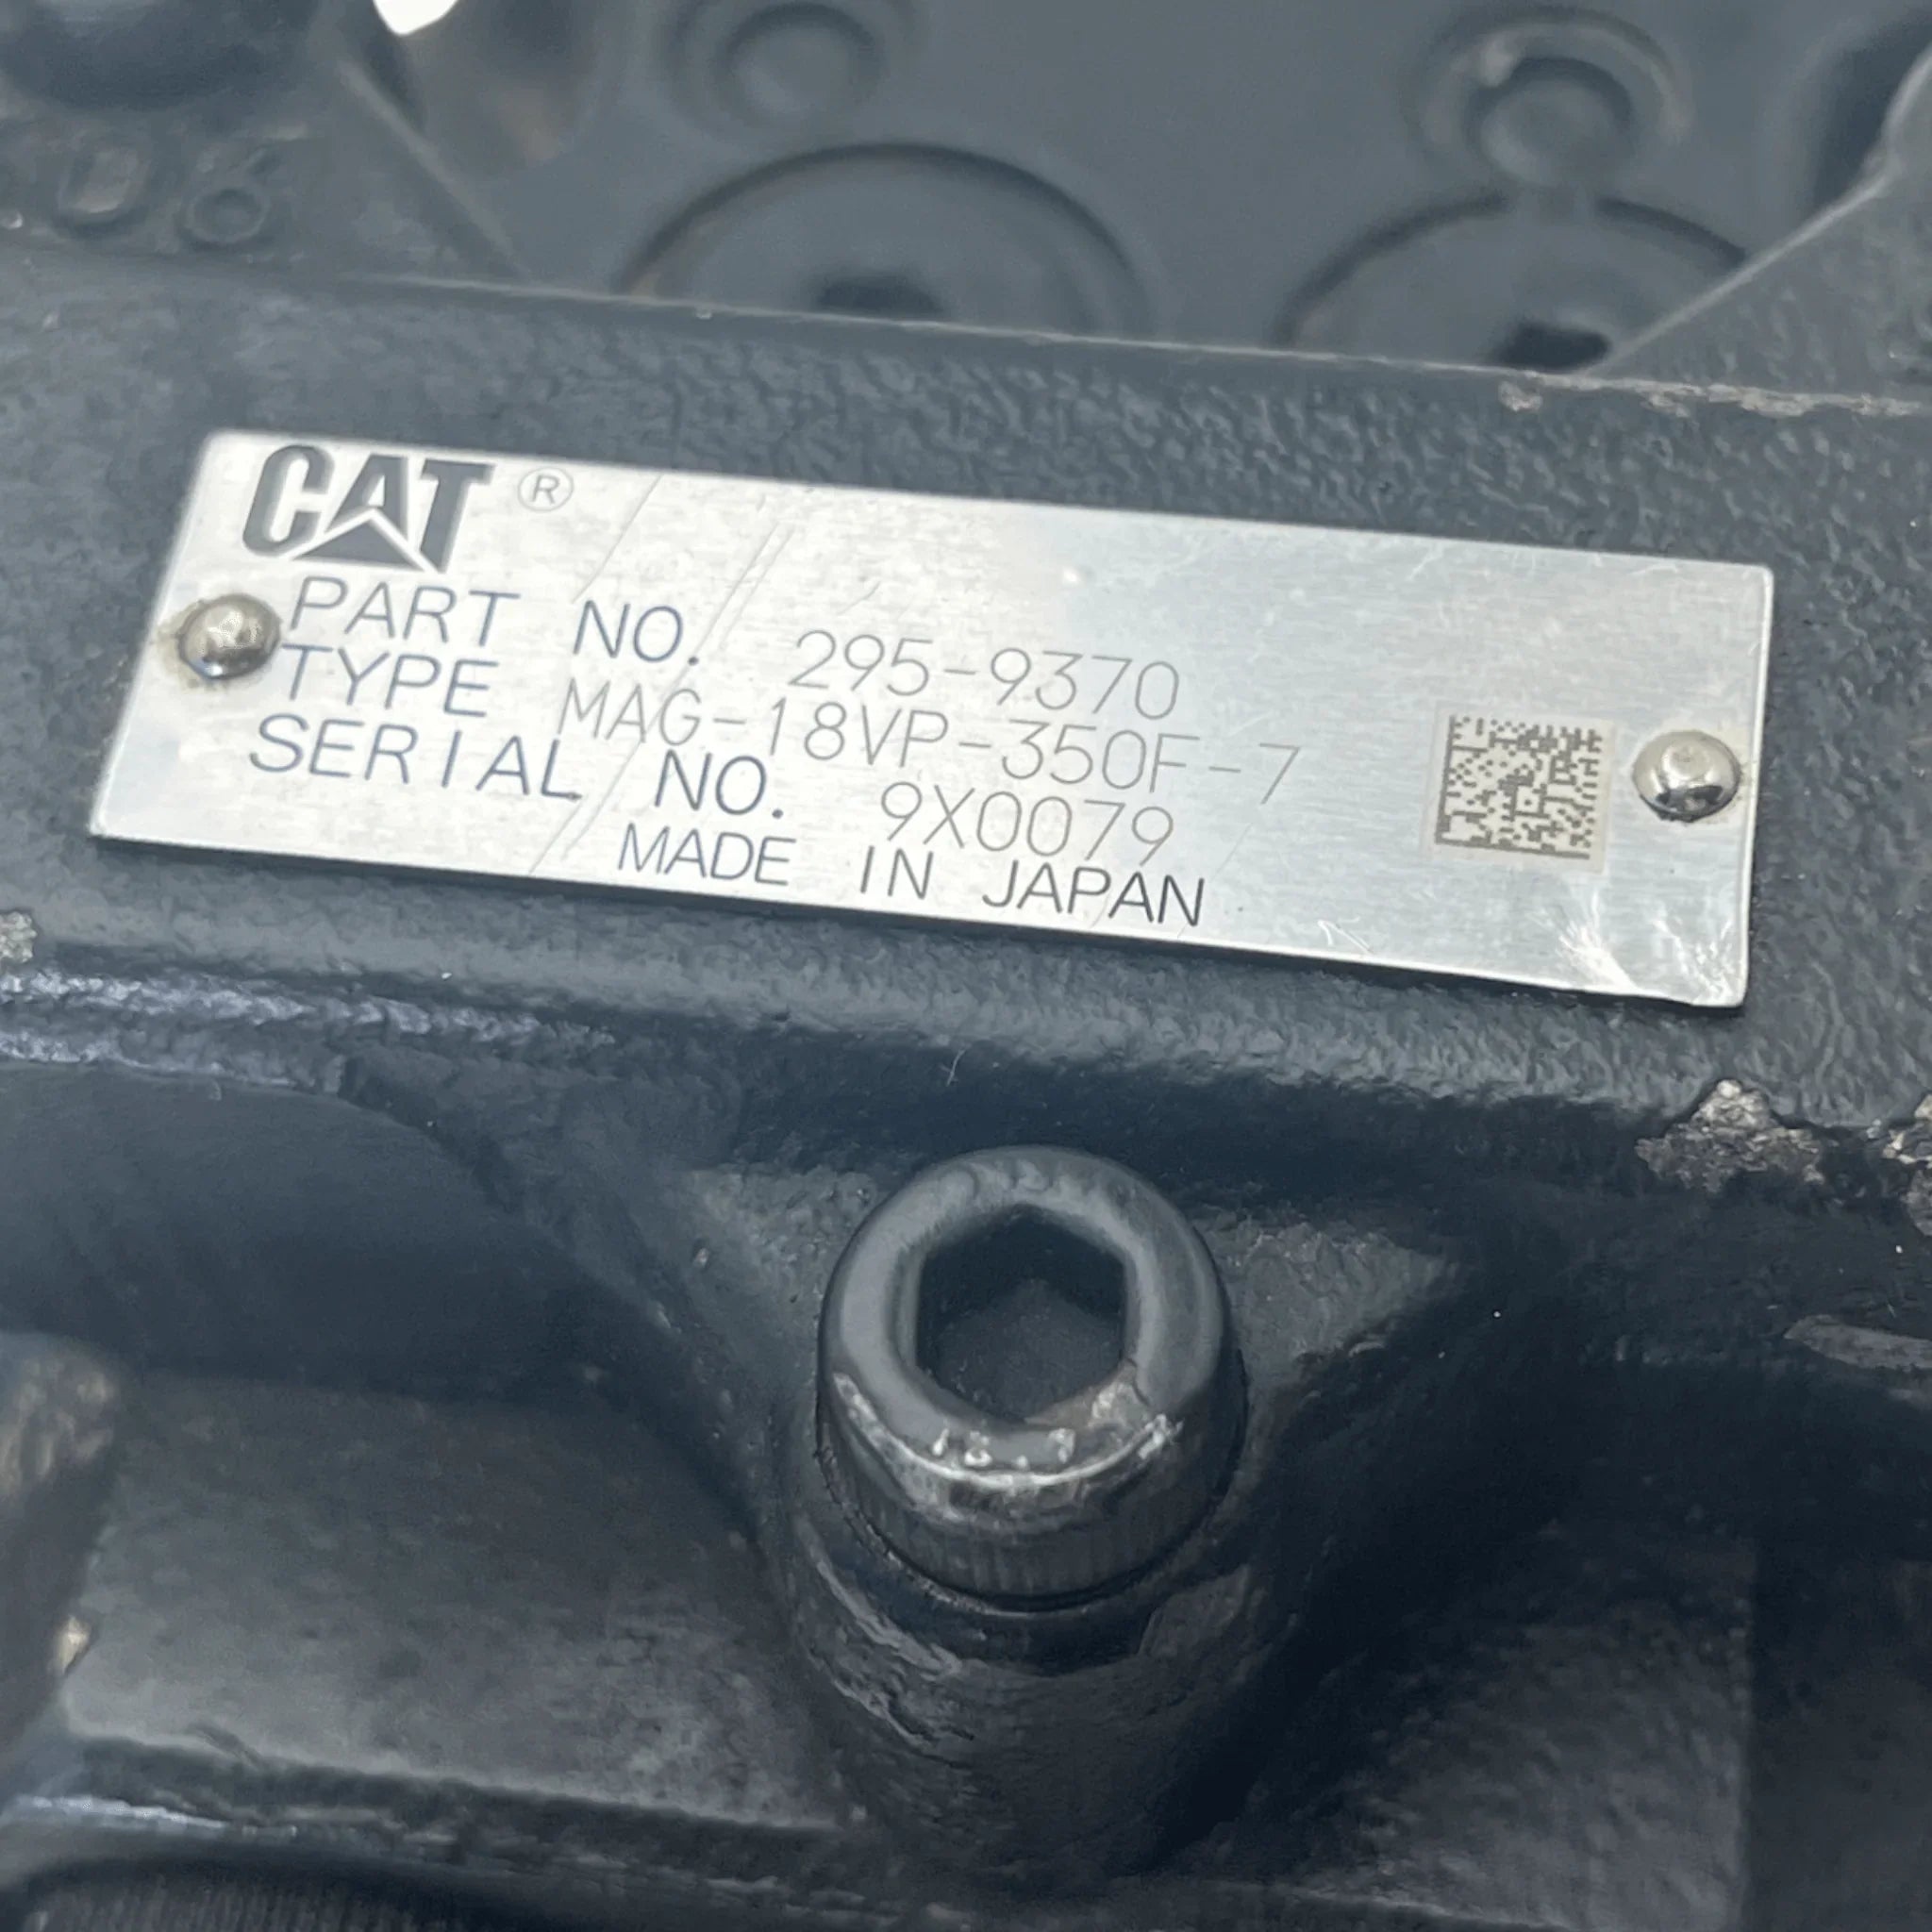 CAT®
PART NO. 295-9370
TYPE MAG-18VP-350F-7
SERIAL NO. 9X0079
MADE IN JAPAN